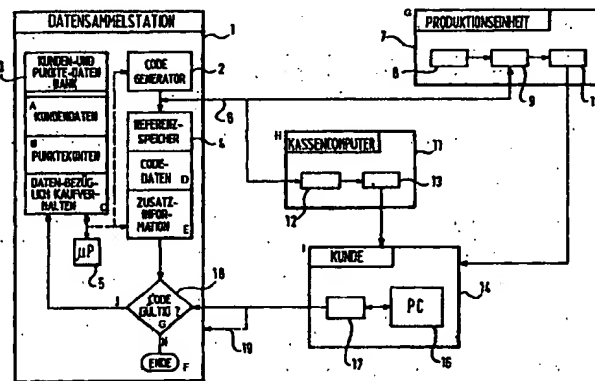 DATENSAMMELSTATION
1
KUNDEN-UND
PUNKTE-DATEN
BANK
A
KUNDENDATEN
PUNKTEKONTEN
DATEN-BEZÜG-
LICH KAUFVER-
HALTEN
C
µP
5
CODE
GENERATOR
2
6
REFERENZ-
SPEICHER
4
CODE-
DATEN
D
ZUSATZ-
INFOR-
MATION
E
CODE
GÜLTIG ?
G
18
J
N
ENDE
F
19
G
PRODUKTIONSEINHEIT
7
8
9
H
KASSENCOMPUTER
11
12
13
I
KUNDE
14
17
PC